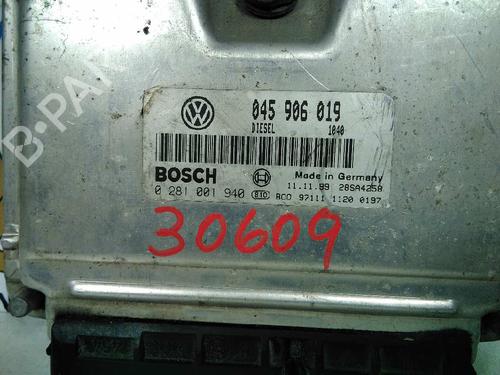 B-PARTS
VW
045 906 019
DIESEL 1040
BOSCH
Made in Germany
0 281 001 940
11.11.99 28SA4258
BCO 97111 1120 0197
30609